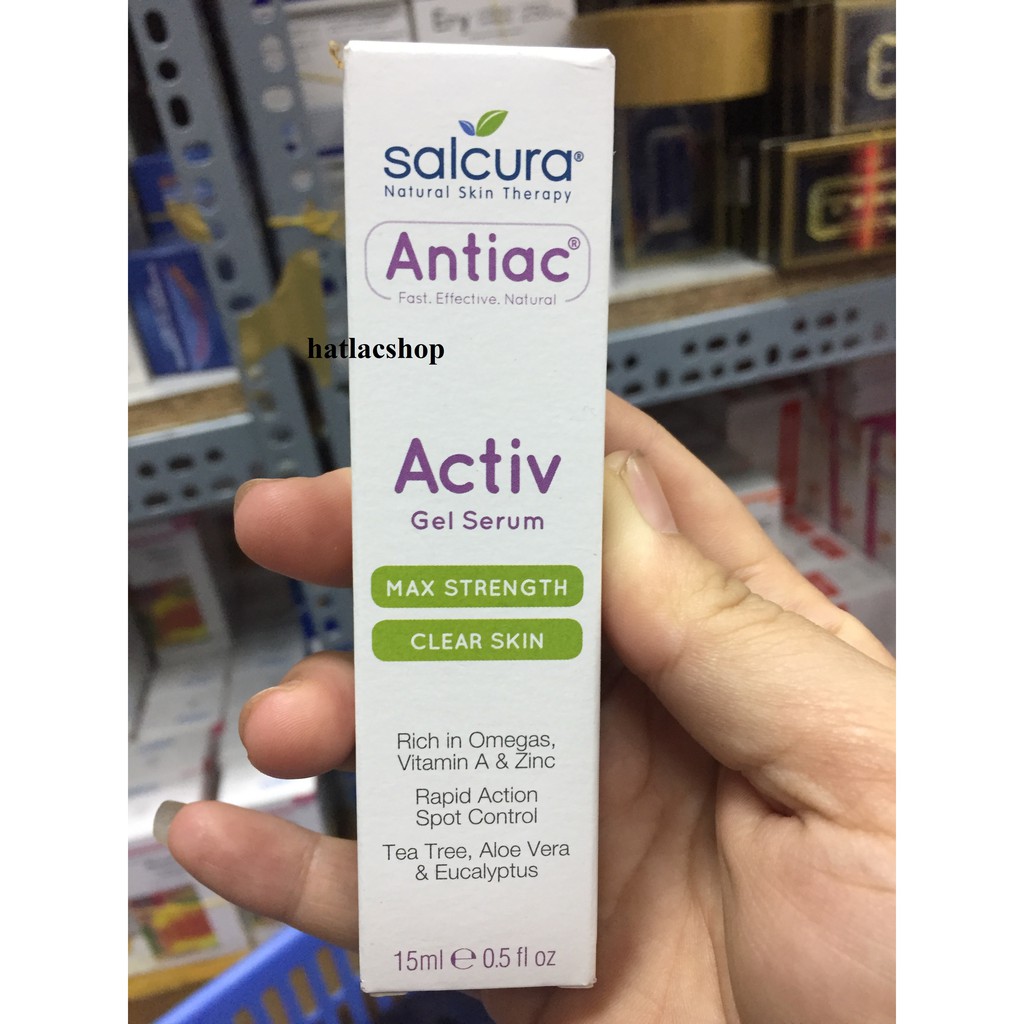 salcura®
Natural Skin Therapy
Antiac®
Fast. Effective. Natural
hatlacshop
Activ
Gel Serum
MAX STRENGTH
CLEAR SKIN
Rich in Omegas,
Vitamin A & Zinc
Rapid Action
Spot Control
Tea Tree, Aloe Vera
& Eucalyptus
15ml ℮ 0.5 fl oz